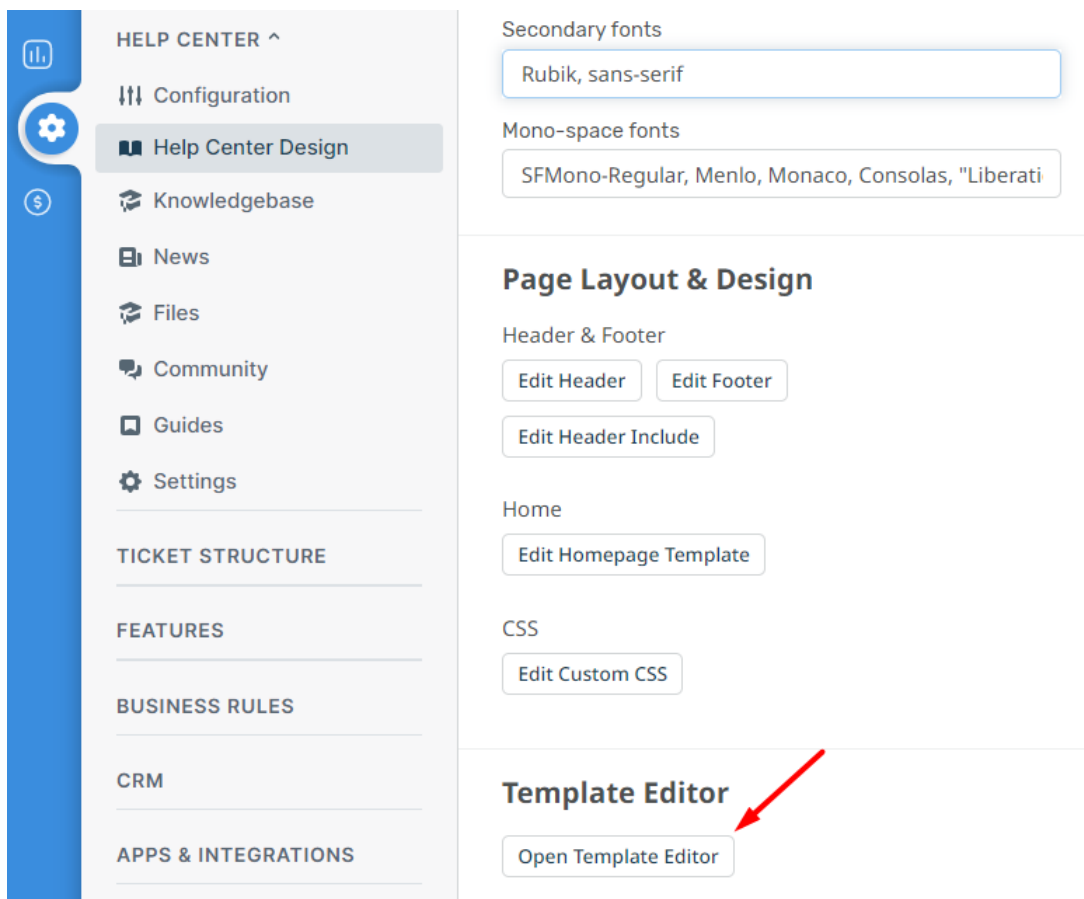 HELP CENTER ^
Configuration
Help Center Design
Knowledgebase
News
Files
Community
Guides
Settings
TICKET STRUCTURE
FEATURES
BUSINESS RULES
CRM
APPS & INTEGRATIONS
Secondary fonts
Rubik, sans-serif
Mono-space fonts
SFMono-Regular, Menlo, Monaco, Consolas, "Liberati
Page Layout & Design
Header & Footer
Edit Header Edit Footer
Edit Header Include
Home
Edit Homepage Template
CSS
Edit Custom CSS
Template Editor
Open Template Editor